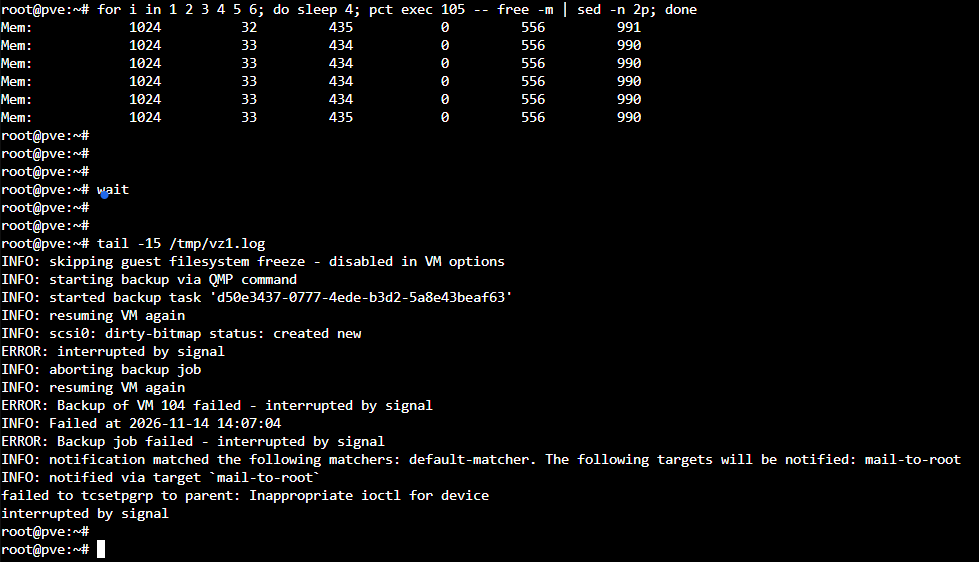 root@pve:~# for i in 1 2 3 4 5 6; do sleep 4; pct exec 105 -- free -m | sed -n 2p; done
Mem:            1024          32         435           0         556         991
Mem:            1024          33         434           0         556         990
Mem:            1024          33         434           0         556         990
Mem:            1024          33         434           0         556         990
Mem:            1024          33         434           0         556         990
Mem:            1024          33         435           0         556         990
root@pve:~#
root@pve:~#
root@pve:~#
root@pve:~# wait
root@pve:~#
root@pve:~#
root@pve:~# tail -15 /tmp/vz1.log
INFO: skipping guest filesystem freeze - disabled in VM options
INFO: starting backup via QMP command
INFO: started backup task 'd50e3437-0777-4ede-b3d2-5a8e43beaf63'
INFO: resuming VM again
INFO: scsi0: dirty-bitmap status: created new
ERROR: interrupted by signal
INFO: aborting backup job
INFO: resuming VM again
ERROR: Backup of VM 104 failed - interrupted by signal
INFO: Failed at 2026-11-14 14:07:04
ERROR: Backup job failed - interrupted by signal
INFO: notification matched the following matchers: default-matcher. The following targets will be notified: mail-to-root
INFO: notified via target `mail-to-root`
failed to tcsetpgrp to parent: Inappropriate ioctl for device
interrupted by signal
root@pve:~#
root@pve:~#